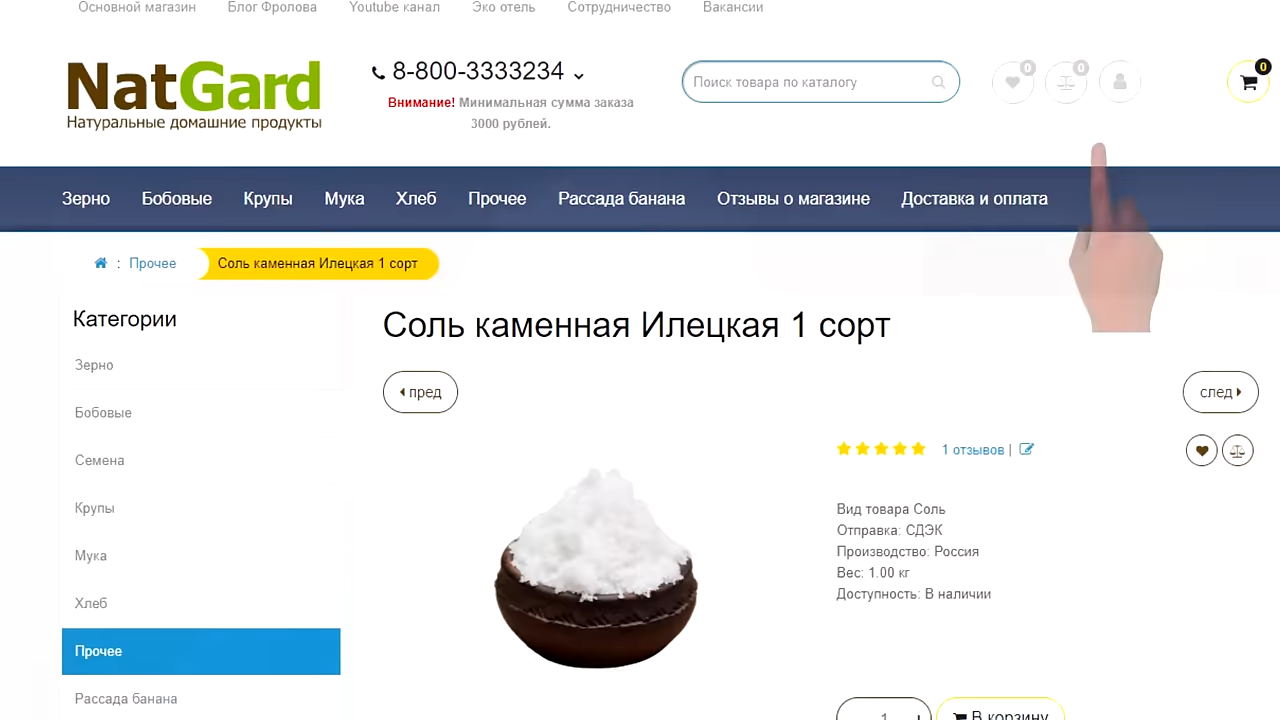 Основной магазин Блог Фролова Youtube канал Эко отель Сотрудничество Вакансии
NatGard
Натуральные домашние продукты
8-800-3333234
Внимание! Минимальная сумма заказа
3000 рублей.
Поиск товара по каталогу
0
0
0
Зерно Бобовые Крупы Мука Хлеб Прочее Рассада банана Отзывы о магазине Доставка и оплата
: Прочее Соль каменная Илецкая 1 сорт
Категории
Зерно
Бобовые
Семена
Крупы
Мука
Хлеб
Прочее
Рассада банана
Соль каменная Илецкая 1 сорт
пред
след
1 отзывов |
Вид товара Соль
Отправка: СДЭК
Производство: Россия
Вес: 1.00 кг
Доступность: В наличии
1
В корзину